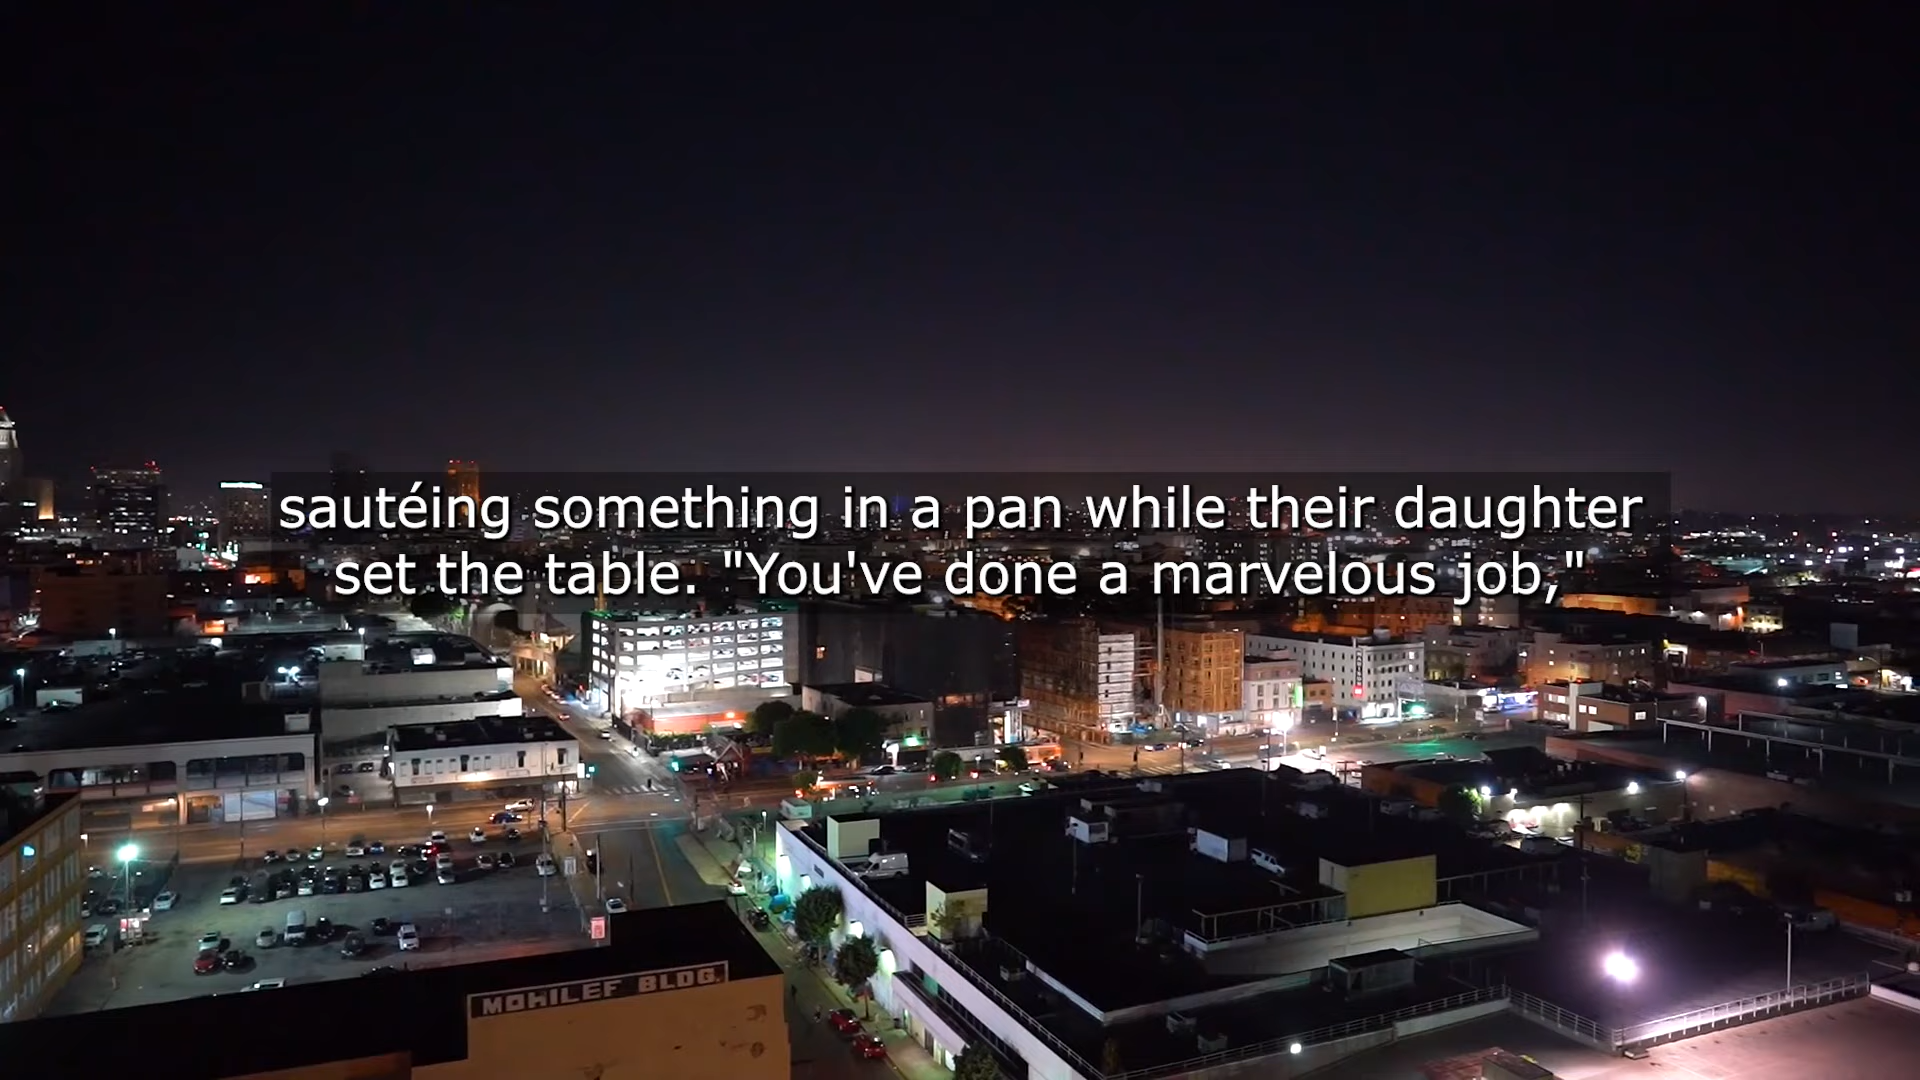 sautéing something in a pan while their daughter
set the table. "You've done a marvelous job,"
MOHILEF BLDG.